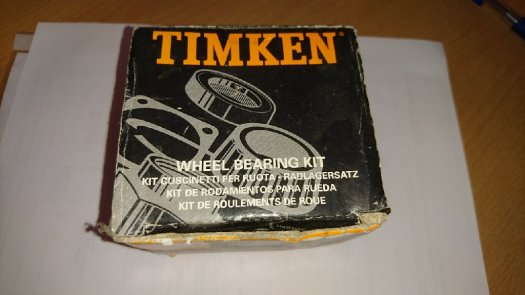 TIMKEN®
WHEEL BEARING KIT
KIT CUSCINETTI PER RUOTA - RADLAGERSATZ
KIT DE RODAMIENTOS PARA RUEDA
KIT DE ROULEMENTS DE ROUE